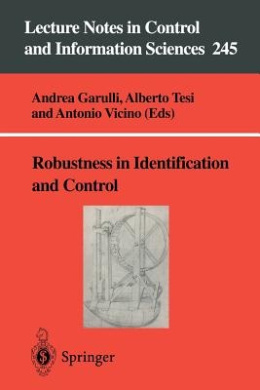 Lecture Notes in Control
and Information Sciences 245
Andrea Garulli, Alberto Tesi
and Antonio Vicino (Eds)
Robustness in Identification
and Control
Springer